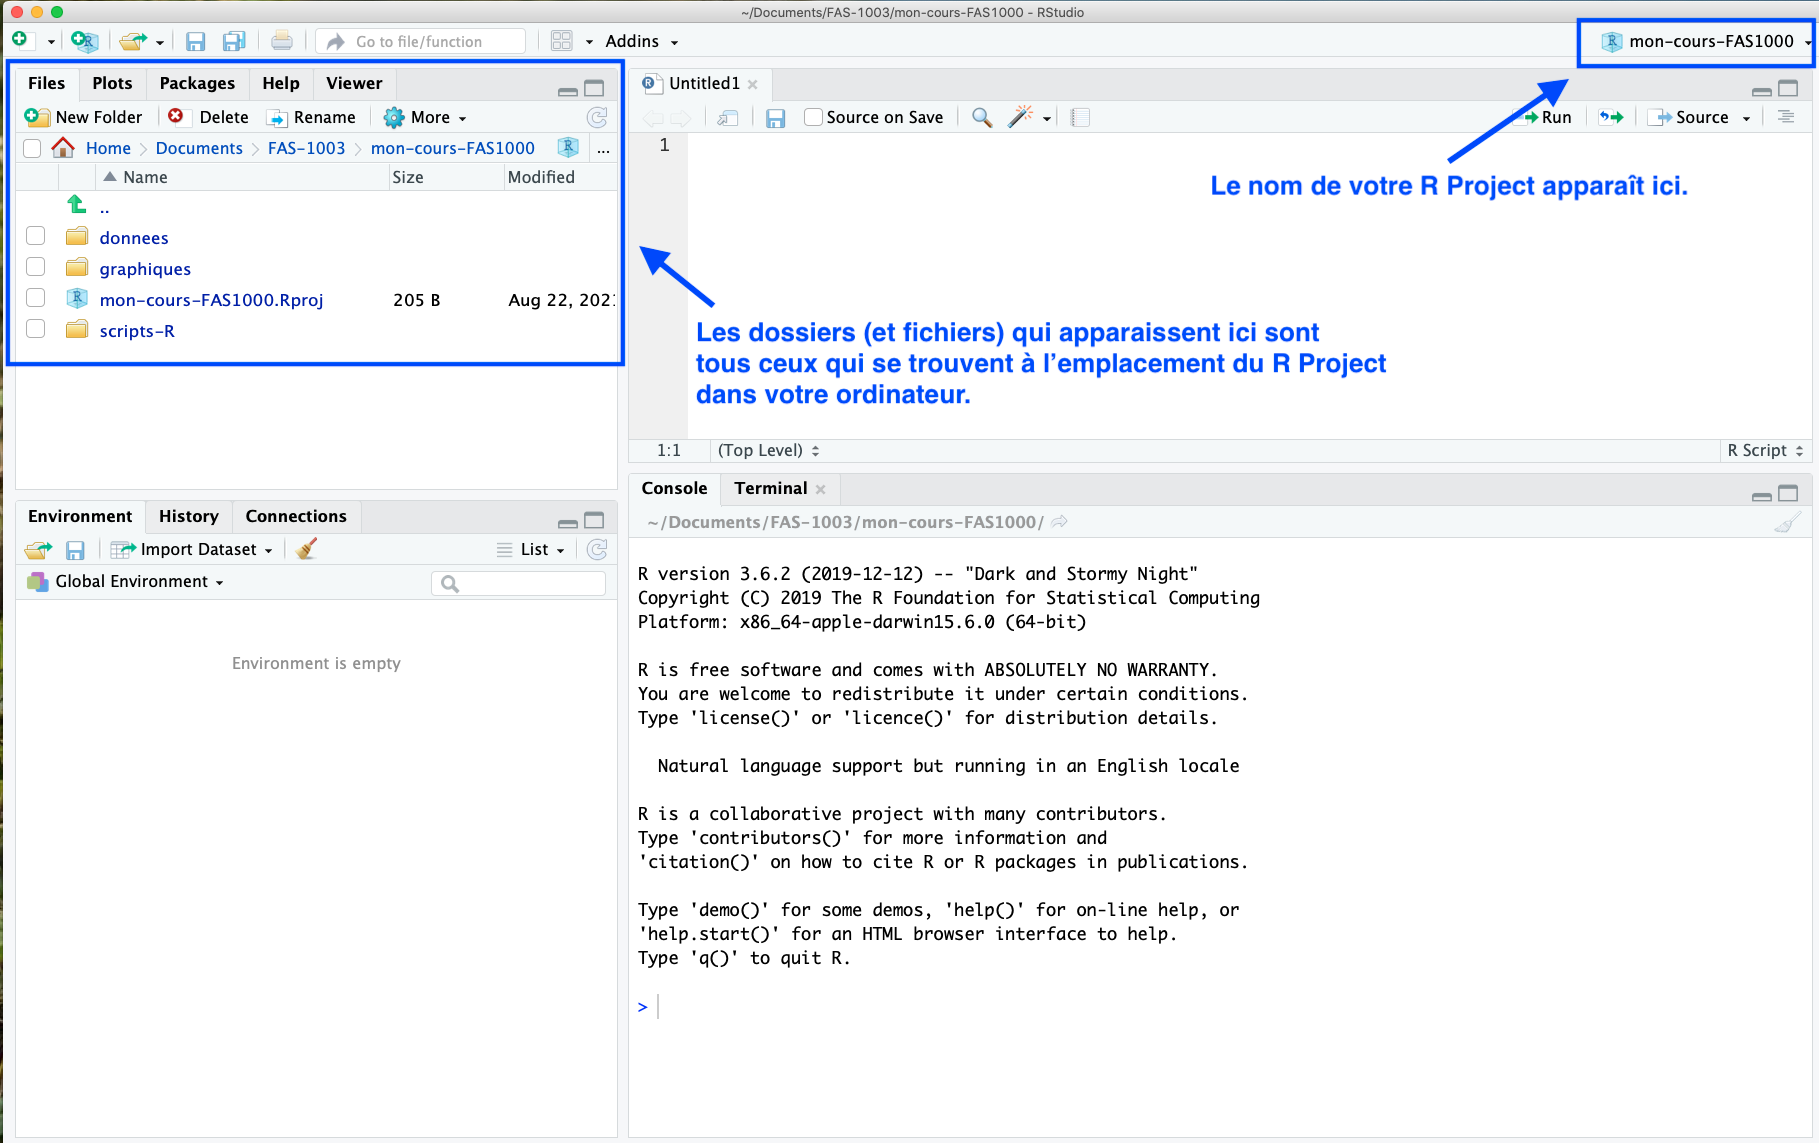 ~/Documents/FAS-1003/mon-cours-FAS1000 - RStudio
Go to file/function
Addins
mon-cours-FAS1000
Files Plots Packages Help Viewer
New Folder Delete Rename More
Home Documents FAS-1003 mon-cours-FAS1000 ...
Name Size Modified
..
donnees
graphiques
mon-cours-FAS1000.Rproj 205 B Aug 22, 2021
scripts-R
Untitled1
Source on Save Run Source
1
Le nom de votre R Project apparaît ici.
Les dossiers (et fichiers) qui apparaissent ici sont
tous ceux qui se trouvent à l’emplacement du R Project
dans votre ordinateur.
1:1 (Top Level) R Script
Environment History Connections
Import Dataset List
Global Environment
Environment is empty
Console Terminal
~/Documents/FAS-1003/mon-cours-FAS1000/
R version 3.6.2 (2019-12-12) -- "Dark and Stormy Night"
Copyright (C) 2019 The R Foundation for Statistical Computing
Platform: x86_64-apple-darwin15.6.0 (64-bit)
R is free software and comes with ABSOLUTELY NO WARRANTY.
You are welcome to redistribute it under certain conditions.
Type 'license()' or 'licence()' for distribution details.
Natural language support but running in an English locale
R is a collaborative project with many contributors.
Type 'contributors()' for more information and
'citation()' on how to cite R or R packages in publications.
Type 'demo()' for some demos, 'help()' for on-line help, or
'help.start()' for an HTML browser interface to help.
Type 'q()' to quit R.
>